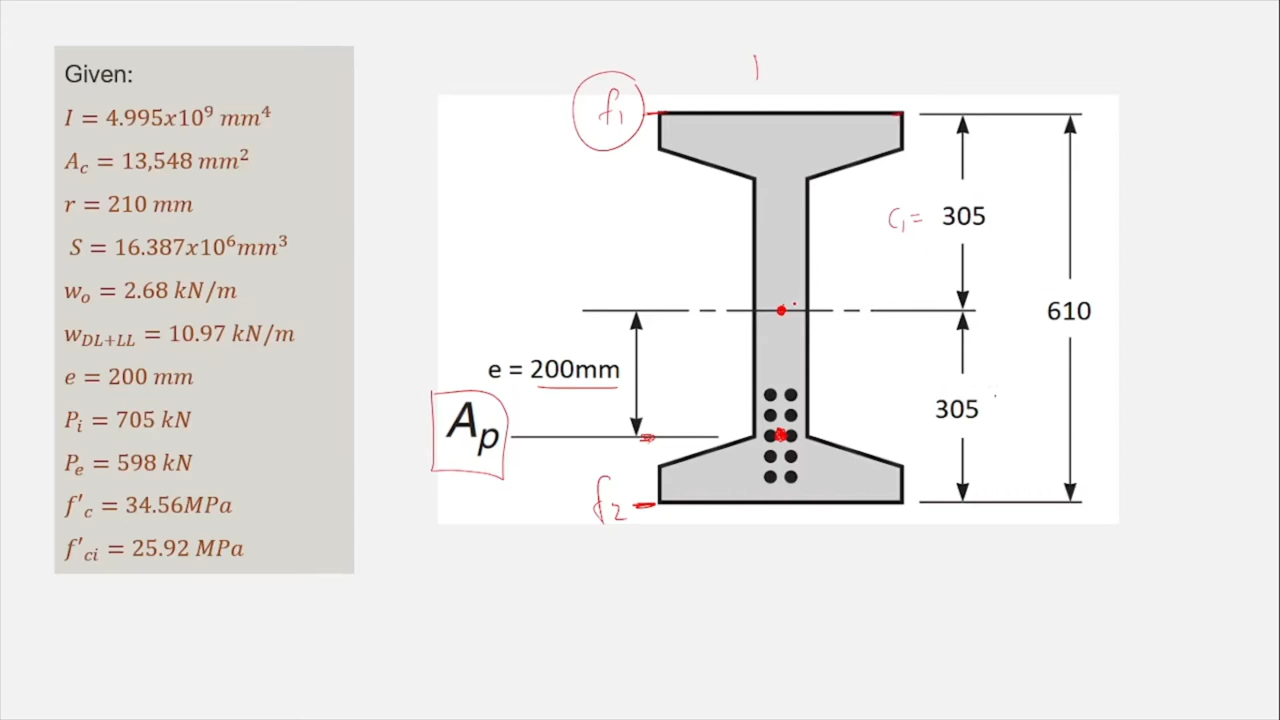 Given:
I = 4.995x10⁹ mm⁴
A_c = 13,548 mm²
r = 210 mm
S = 16.387x10⁶mm³
w_o = 2.68 kN/m
w_DL+LL = 10.97 kN/m
e = 200 mm
P_i = 705 kN
P_e = 598 kN
f'_c = 34.56MPa
f'_ci = 25.92 MPa
f₁
C₁ = 305
610
e = 200mm
305
A_p
f₂